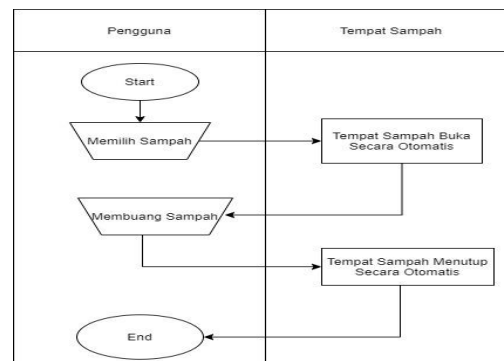 Pengguna
Tempat Sampah
Start
Memilih Sampah
Tempat Sampah Buka
Secara Otomatis
Membuang Sampah
Tempat Sampah Menutup
Secara Otomatis
End